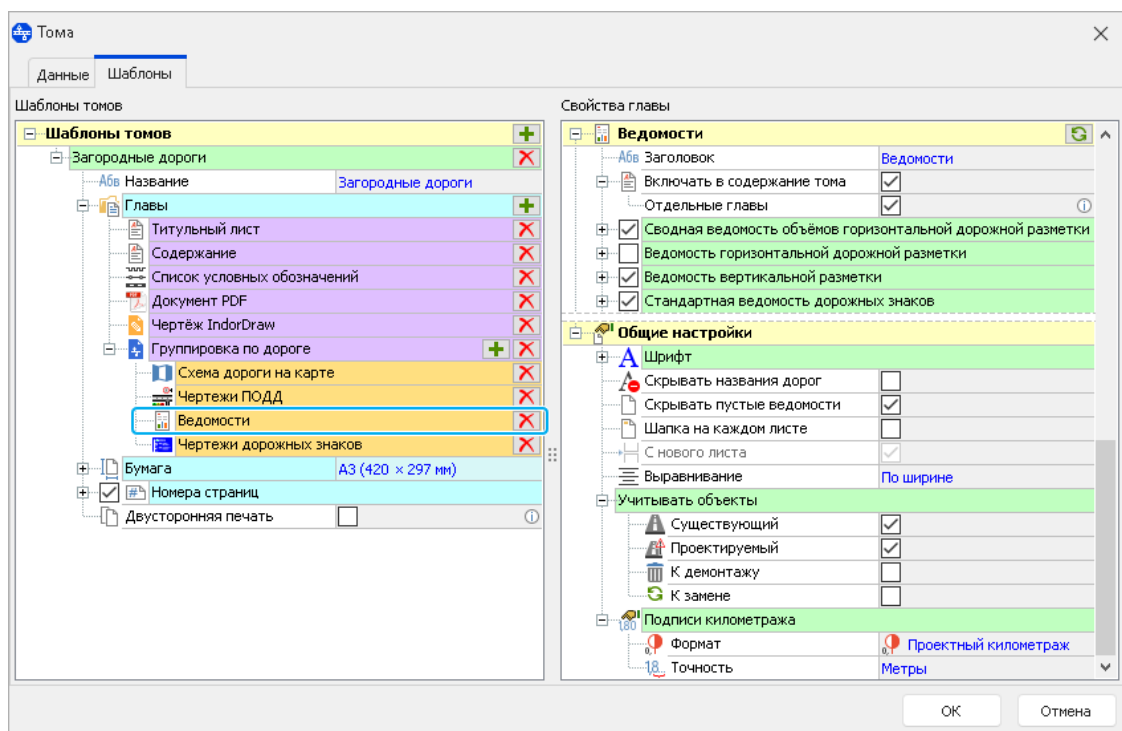 Тома
Данные
Шаблоны
Шаблоны томов
Шаблоны томов
Загородные дороги
Абв Название Загородные дороги
Главы
Титульный лист
Содержание
Список условных обозначений
Документ PDF
Чертёж IndorDraw
Группировка по дороге
Схема дороги на карте
Чертежи ПОДД
Ведомости
Чертежи дорожных знаков
Бумага A3 (420 × 297 мм)
Номера страниц
Двусторонняя печать
Свойства главы
Ведомости
Абв Заголовок Ведомости
Включать в содержание тома
Отдельные главы
Сводная ведомость объёмов горизонтальной дорожной разметки
Ведомость горизонтальной дорожной разметки
Ведомость вертикальной разметки
Стандартная ведомость дорожных знаков
Общие настройки
Шрифт
Скрывать названия дорог
Скрывать пустые ведомости
Шапка на каждом листе
С нового листа
Выравнивание По ширине
Учитывать объекты
Существующий
Проектируемый
К демонтажу
К замене
Подписи километража
Формат Проектный километраж
Точность Метры
ОК Отмена